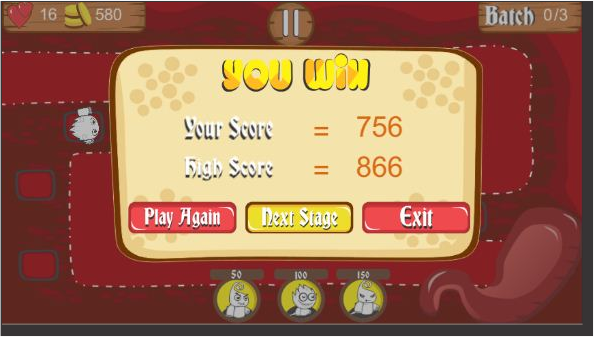 16 580 Batch 0/3
YOU WIN
Your Score = 756
High Score = 866
Play Again Next Stage Exit
50 100 150